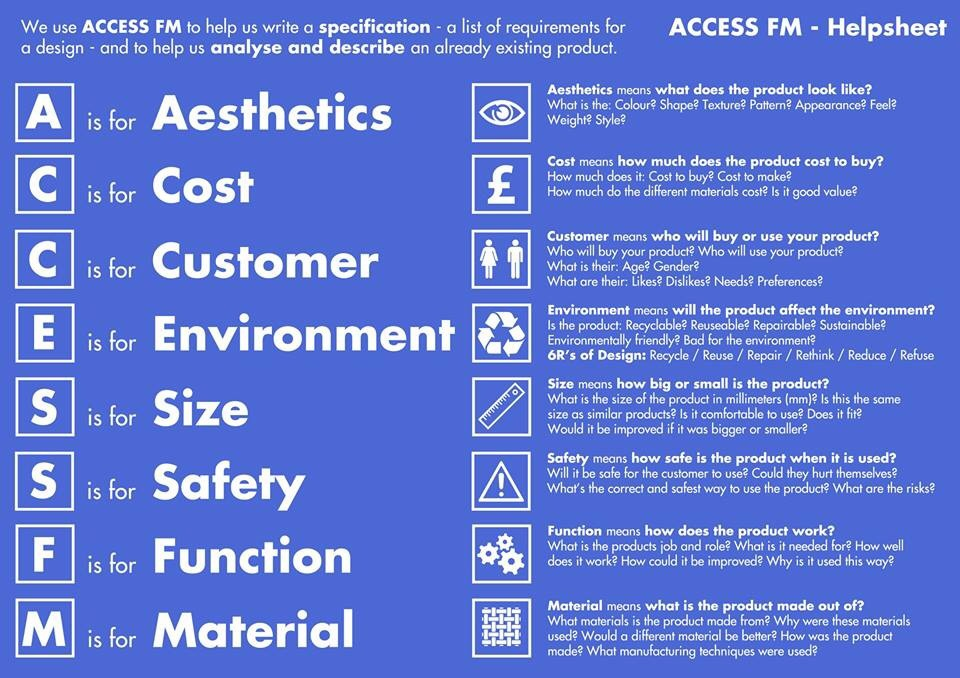 We use ACCESS FM to help us write a specification - a list of requirements for
a design - and to help us analyse and describe an already existing product.
ACCESS FM - Helpsheet
A is for Aesthetics
Aesthetics means what does the product look like?
What is the: Colour? Shape? Texture? Pattern? Appearance? Feel?
Weight? Style?
C is for Cost
£
Cost means how much does the product cost to buy?
How much does it: Cost to buy? Cost to make?
How much do the different materials cost? Is it good value?
C is for Customer
Customer means who will buy or use your product?
Who will buy your product? Who will use your product?
What is their: Age? Gender?
What are their: Likes? Dislikes? Needs? Preferences?
E is for Environment
Environment means will the product affect the environment?
Is the product: Recyclable? Reuseable? Repairable? Sustainable?
Environmentally friendly? Bad for the environment?
6R's of Design: Recycle / Reuse / Repair / Rethink / Reduce / Refuse
S is for Size
Size means how big or small is the product?
What is the size of the product in millimeters (mm)? Is this the same
size as similar products? Is it comfortable to use? Does it fit?
Would it be improved if it was bigger or smaller?
S is for Safety
Safety means how safe is the product when it is used?
Will it be safe for the customer to use? Could they hurt themselves?
What's the correct and safest way to use the product? What are the risks?
F is for Function
Function means how does the product work?
What is the products job and role? What is it needed for? How well
does it work? How could it be improved? Why is it used this way?
M is for Material
Material means what is the product made out of?
What materials is the product made from? Why were these materials
used? Would a different material be better? How was the product
made? What manufacturing techniques were used?